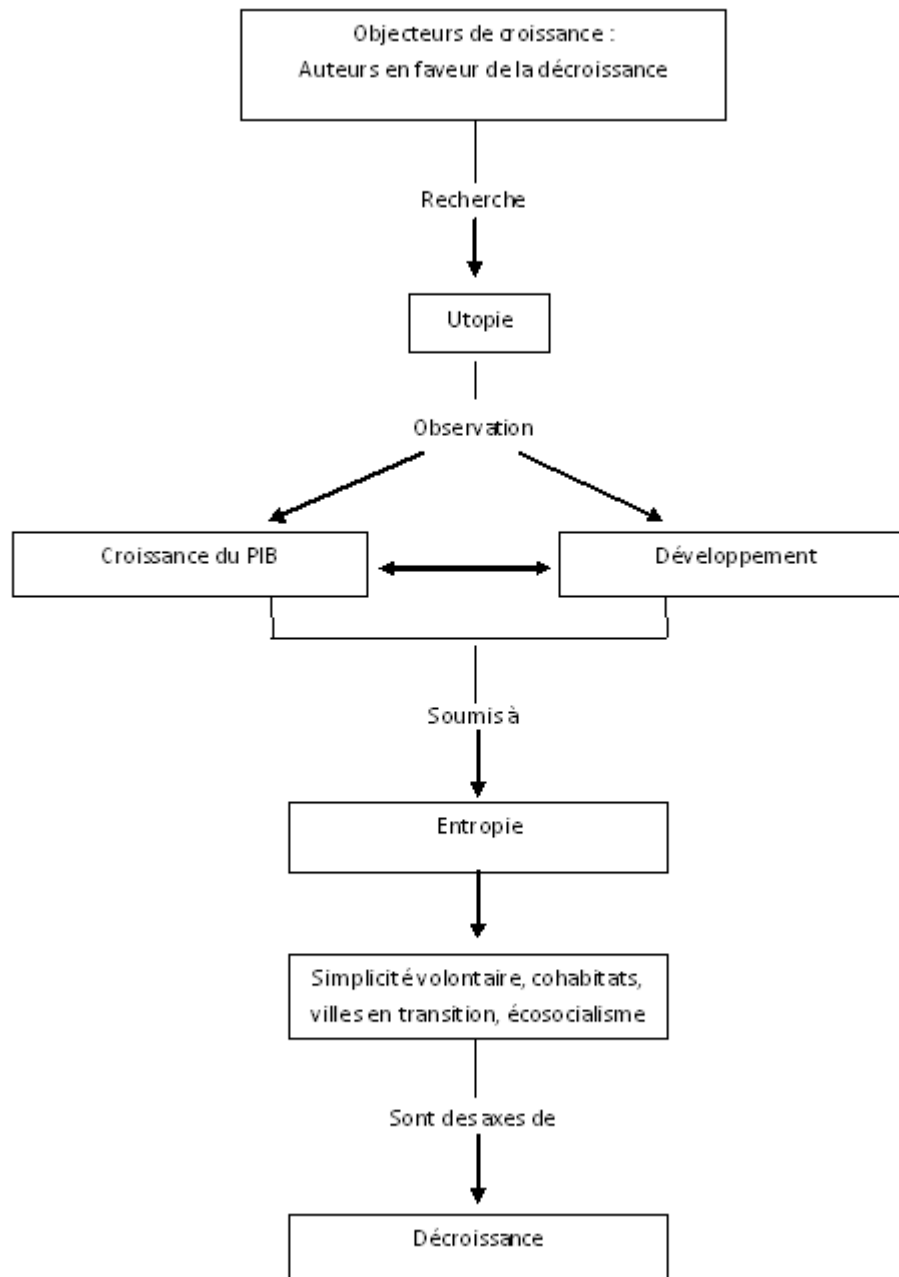 Objecteurs de croissance :
Auteurs en faveur de la décroissance
Recherche
Utopie
Observation
Croissance du PIB
Développement
Soumis à
Entropie
Simplicité volontaire, cohabitats,
villes en transition, écosocialisme
Sont des axes de
Décroissance